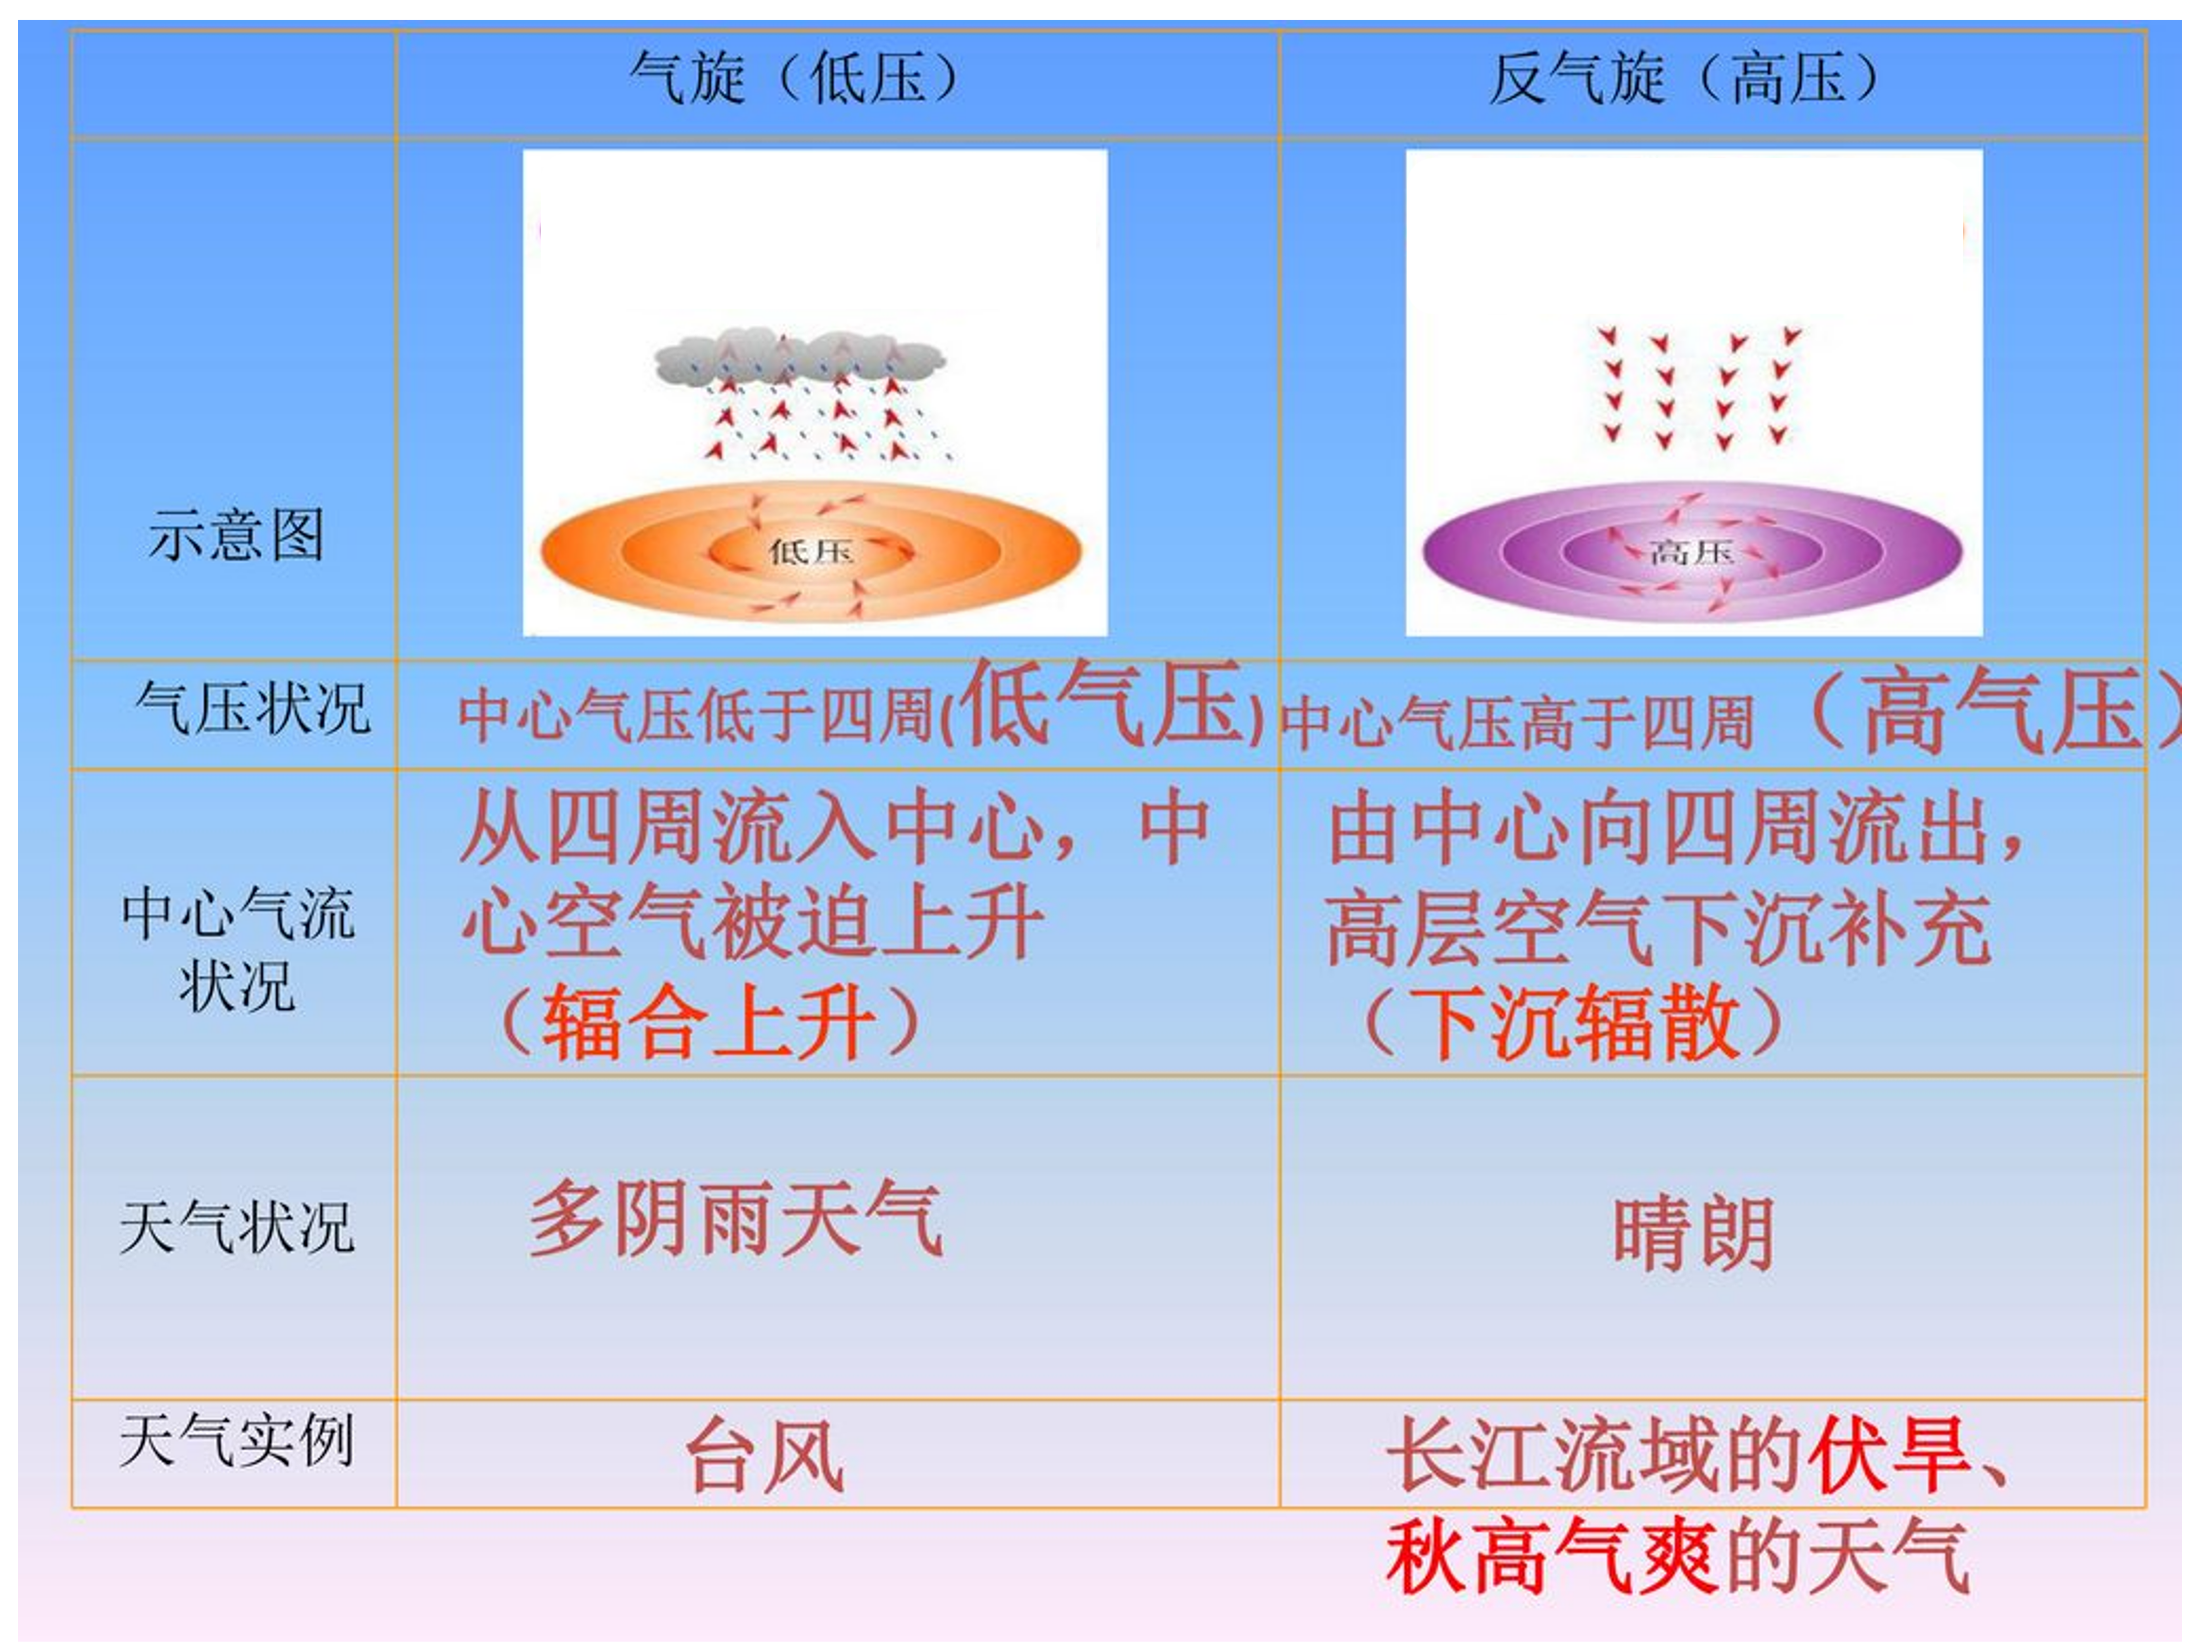 气旋（低压）
反气旋（高压）
示意图
低压
高压
气压状况
中心气压低于四周(低气压)
中心气压高于四周（高气压）
中心气流
状况
从四周流入中心，中
心空气被迫上升
（辐合上升）
由中心向四周流出，
高层空气下沉补充
（下沉辐散）
天气状况
多阴雨天气
晴朗
天气实例
台风
长江流域的伏旱、
秋高气爽的天气